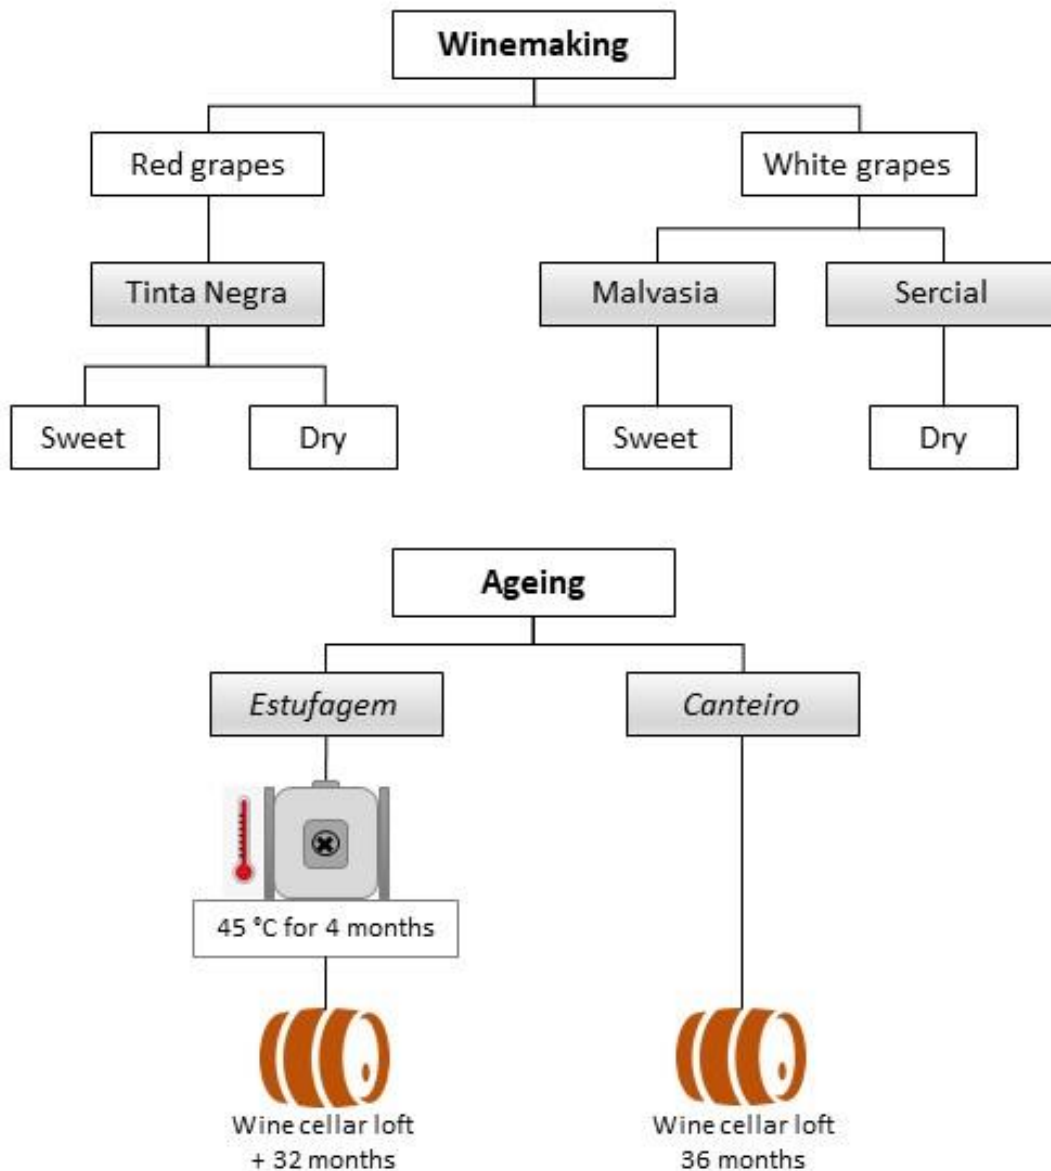 Winemaking
Red grapes
White grapes
Tinta Negra
Malvasia
Sercial
Sweet
Dry
Sweet
Dry
Ageing
Estufagem
Canteiro
45 °C for 4 months
Wine cellar loft
+ 32 months
Wine cellar loft
36 months